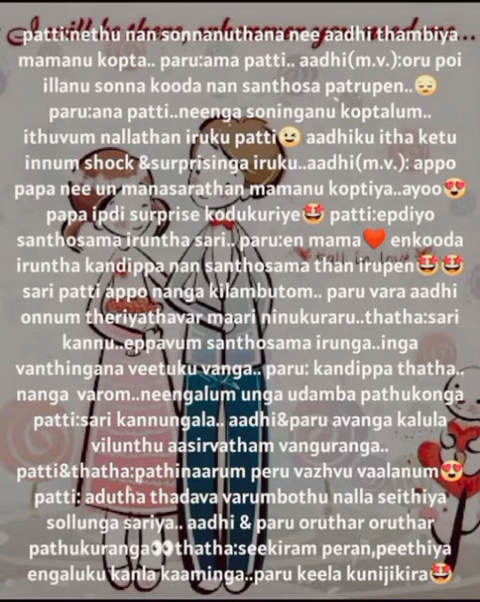 I will be there, whenever you need me...
patti:nethu nan sonnanuthana nee aadhi thambiya
mamanu kopta.. paru:ama patti.. aadhi(m.v.):oru poi
illanu sonna kooda nan santhosa patrupen..😔
paru:ana patti..neenga soninganu koptalum..
ithuvum nallathan iruku patti😉 aadhiku itha ketu
innum shock &surprisinga iruku..aadhi(m.v.): appo
papa nee un manasarathan mamanu koptiya..ayoo😍
papa ipdi surprise kodukuriye🤩 patti:epdiyo
santhosama iruntha sari.. paru:en mama❤️ enkooda
iruntha kandippa nan santhosama than irupen🤩🤩
sari patti appo nanga kilambutom.. paru vara aadhi
onnum theriyathavar maari ninukuraru..thatha:sari
kannu..eppavum santhosama irunga..inga
vanthingana veetuku vanga.. paru: kandippa thatha..
nanga varom..neengalum unga udamba pathukonga
patti:sari kannungala.. aadhi&paru avanga kalula
vilunthu aasirvatham vanguranga..
patti&thatha:pathinaarum peru vazhvu vaalanum😍
patti: adutha thadava varumbothu nalla seithiya
sollunga sariya.. aadhi & paru oruthar oruthar
pathukuranga👀thatha:seekiram peran,peethiya
engaluku kanla kaaminga..paru keela kunijikira🤩